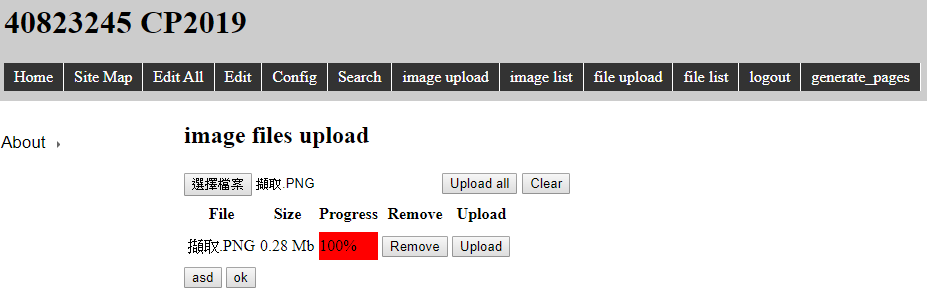 40823245 CP2019
Home Site Map Edit All Edit Config Search image upload image list file upload file list logout generate_pages
About
image files upload
選擇檔案 擷取.PNG Upload all Clear
File Size Progress Remove Upload
擷取.PNG 0.28 Mb 100% Remove Upload
asd ok